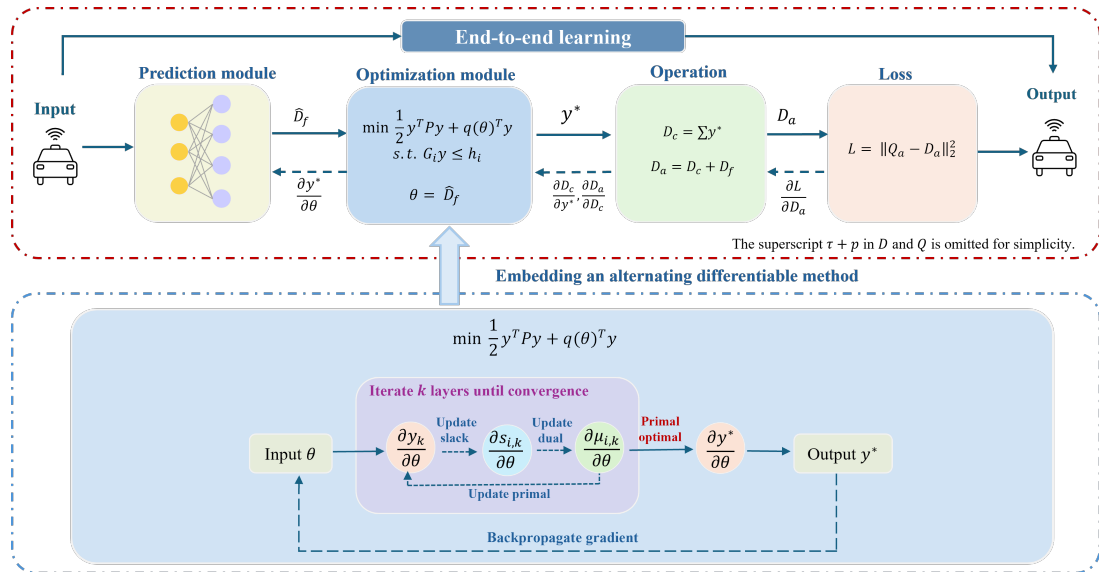 End-to-end learning
Prediction module
Optimization module
Operation
Loss
Input
Output
D̂_f
min 1/2 y^T Py + q(θ)^T y
s.t. G_i y ≤ h_i
θ = D̂_f
∂y*/∂θ
y*
∂D_c/∂y*, ∂D_a/∂D_c
D_c = ∑y*
D_a = D_c + D_f
D_a
∂L/∂D_a
L = ‖Q_a − D_a‖_2^2
The superscript τ + p in D and Q is omitted for simplicity.
Embedding an alternating differentiable method
min 1/2 y^T Py + q(θ)^T y
Iterate k layers until convergence
Input θ
∂y_k/∂θ
Update
slack
∂s_{i,k}/∂θ
Update
dual
∂μ_{i,k}/∂θ
Update primal
Primal
optimal
∂y*/∂θ
Output y*
Backpropagate gradient